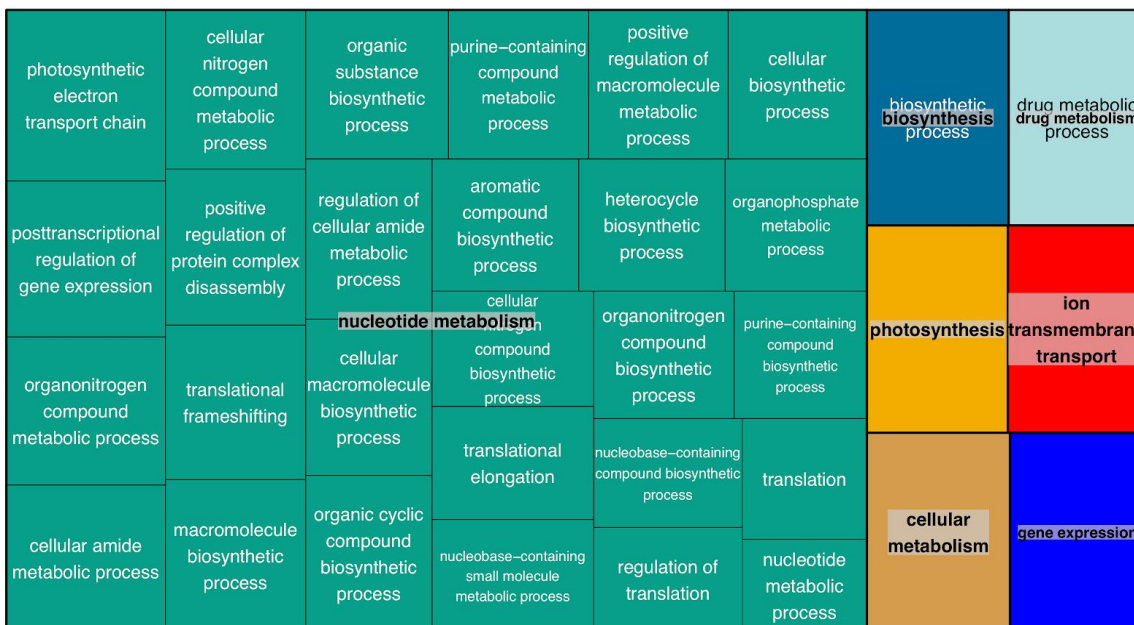 photosynthetic
electron
transport chain
cellular
nitrogen
compound
metabolic
process
organic
substance
biosynthetic
process
purine−containing
compound
metabolic
process
positive
regulation of
macromolecule
metabolic
process
cellular
biosynthetic
process
biosynthetic
biosynthesis
process
drug metabolic
drug metabolism
process
posttranscriptional
regulation of
gene expression
positive
regulation of
protein complex
disassembly
regulation of
cellular amide
metabolic
process
aromatic
compound
biosynthetic
process
heterocycle
biosynthetic
process
organophosphate
metabolic
process
nucleotide metabolism
cellular
nitrogen
compound
biosynthetic
process
organonitrogen
compound
biosynthetic
process
purine−containing
compound
biosynthetic
process
photosynthesis
ion
transmembran
transport
organonitrogen
compound
metabolic process
translational
frameshifting
cellular
macromolecule
biosynthetic
process
translational
elongation
nucleobase−containing
compound biosynthetic
process
translation
cellular amide
metabolic process
macromolecule
biosynthetic
process
organic cyclic
compound
biosynthetic
process
nucleobase−containing
small molecule
metabolic process
regulation of
translation
nucleotide
metabolic
process
cellular
metabolism
gene expression